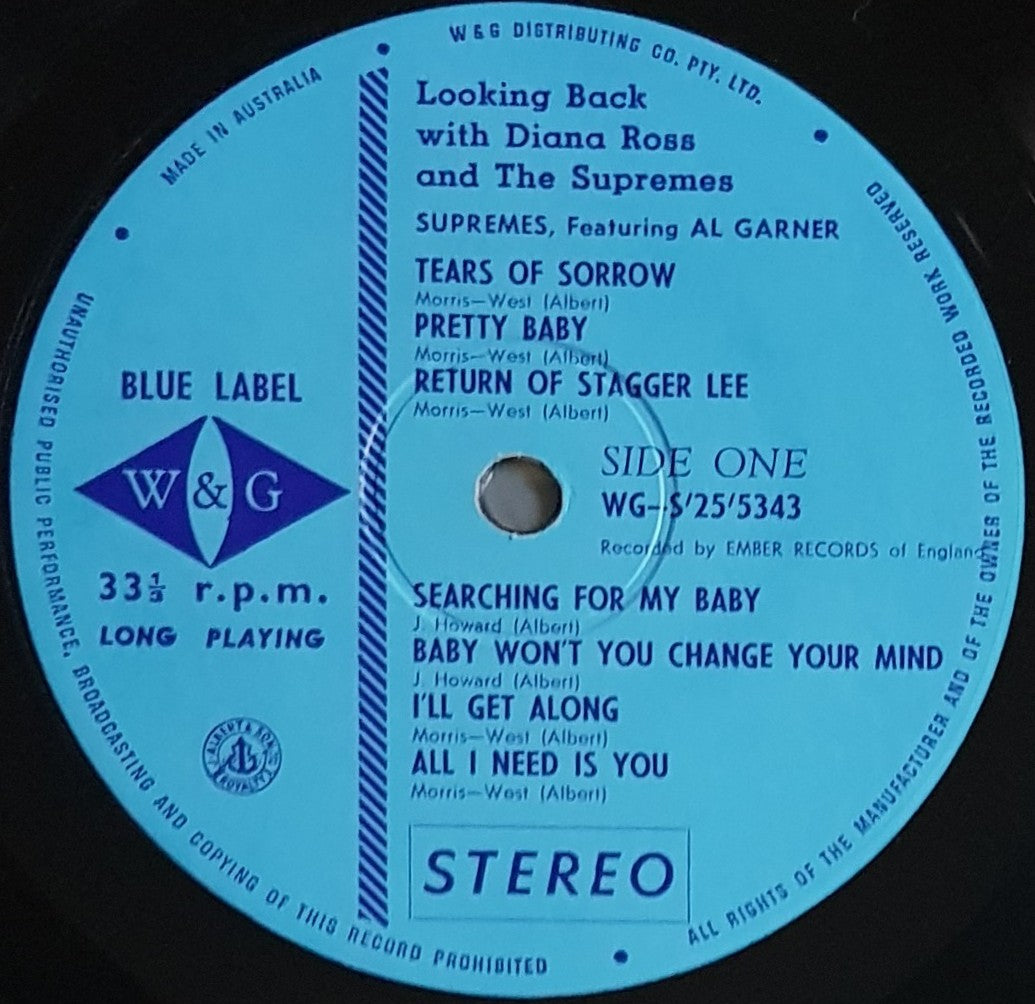 W & G DISTRIBUTING CO. PTY. LTD.
MADE IN AUSTRALIA
Looking Back
with Diana Ross
and The Supremes
SUPREMES, Featuring AL GARNER
TEARS OF SORROW
Morris—West (Albert)
PRETTY BABY
Morris—West (Albert)
RETURN OF STAGGER LEE
Morris—West (Albert)
BLUE LABEL
W & G
33⅓ r.p.m.
LONG PLAYING
SIDE ONE
WG-S'25'5343
Recorded by EMBER RECORDS of England
SEARCHING FOR MY BABY
J. Howard (Albert)
BABY WON'T YOU CHANGE YOUR MIND
J. Howard (Albert)
I'LL GET ALONG
Morris—West (Albert)
ALL I NEED IS YOU
Morris—West (Albert)
ALBERT & SON
ROYALTY
STEREO
ALL RIGHTS OF THE MANUFACTURER AND OF THE OWNER OF THE RECORDED WORK RESERVED
UNAUTHORISED PUBLIC PERFORMANCE, BROADCASTING AND COPYING OF THIS RECORD PROHIBITED